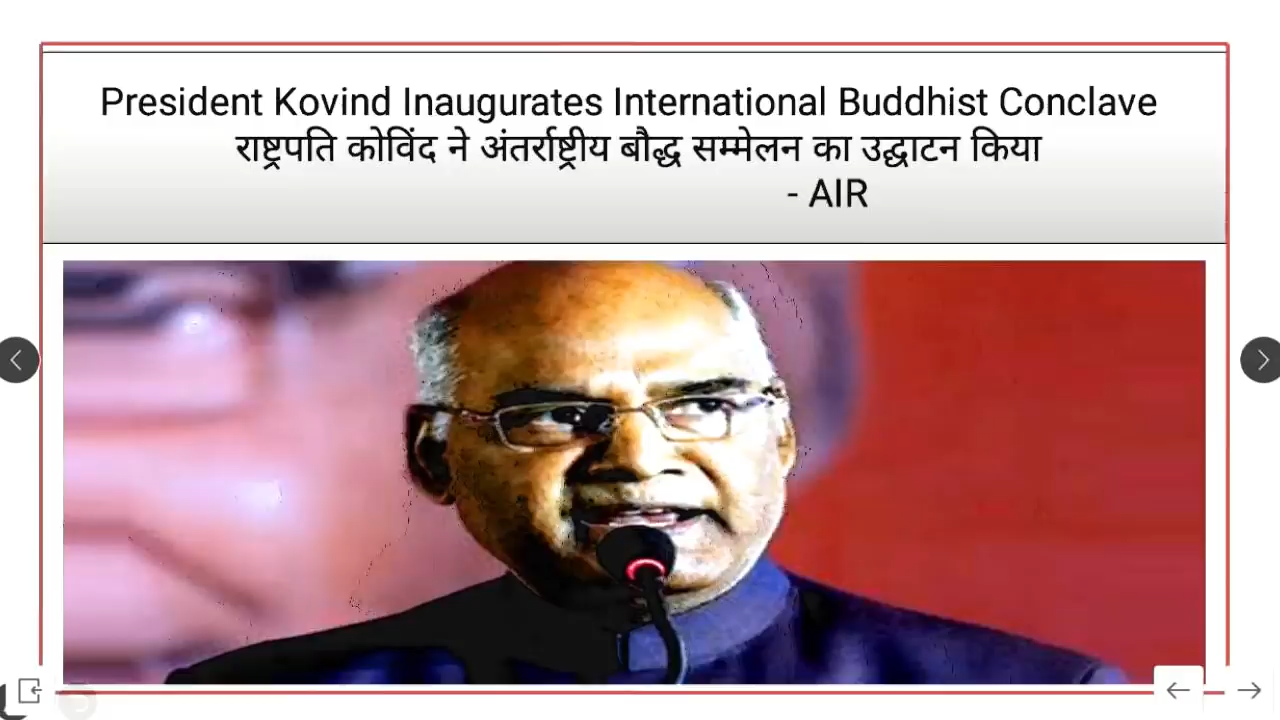 President Kovind Inaugurates International Buddhist Conclave
राष्ट्रपति कोविंद ने अंतर्राष्ट्रीय बौद्ध सम्मेलन का उद्घाटन किया
- AIR